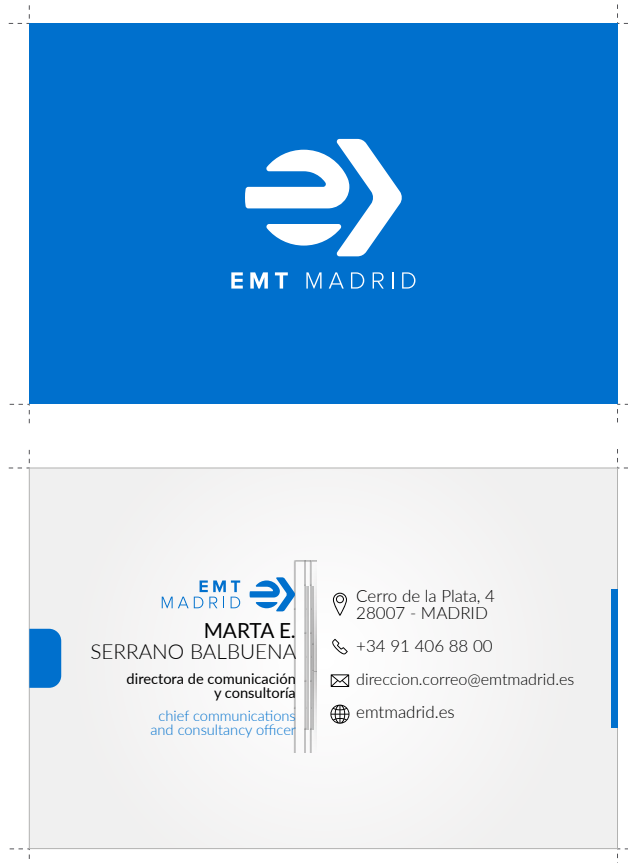 EMT MADRID
EMT
MADRID
MARTA E.
SERRANO BALBUENA
directora de comunicación
y consultoría
chief communications
and consultancy officer
Cerro de la Plata, 4
28007 - MADRID
+34 91 406 88 00
direccion.correo@emtmadrid.es
emtmadrid.es